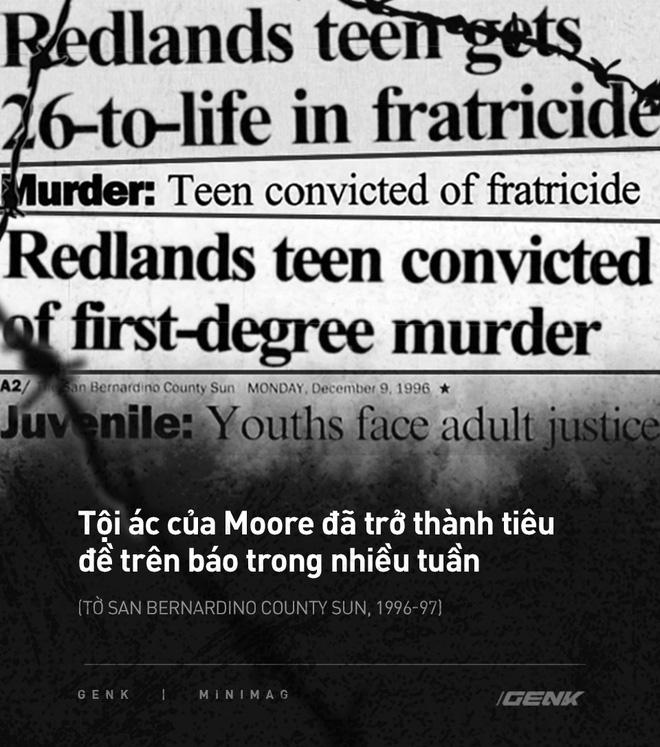 Redlands teen gets
26-to-life in fratricide
Murder: Teen convicted of fratricide
Redlands teen convicted
of first-degree murder
A2/ The San Bernardino County Sun MONDAY, December 9, 1996 ★
Juvenile: Youths face adult justice
Tội ác của Moore đã trở thành tiêu
đề trên báo trong nhiều tuần
(TỜ SAN BERNARDINO COUNTY SUN, 1996-97)
GENK | MiNIMAG
/GENK